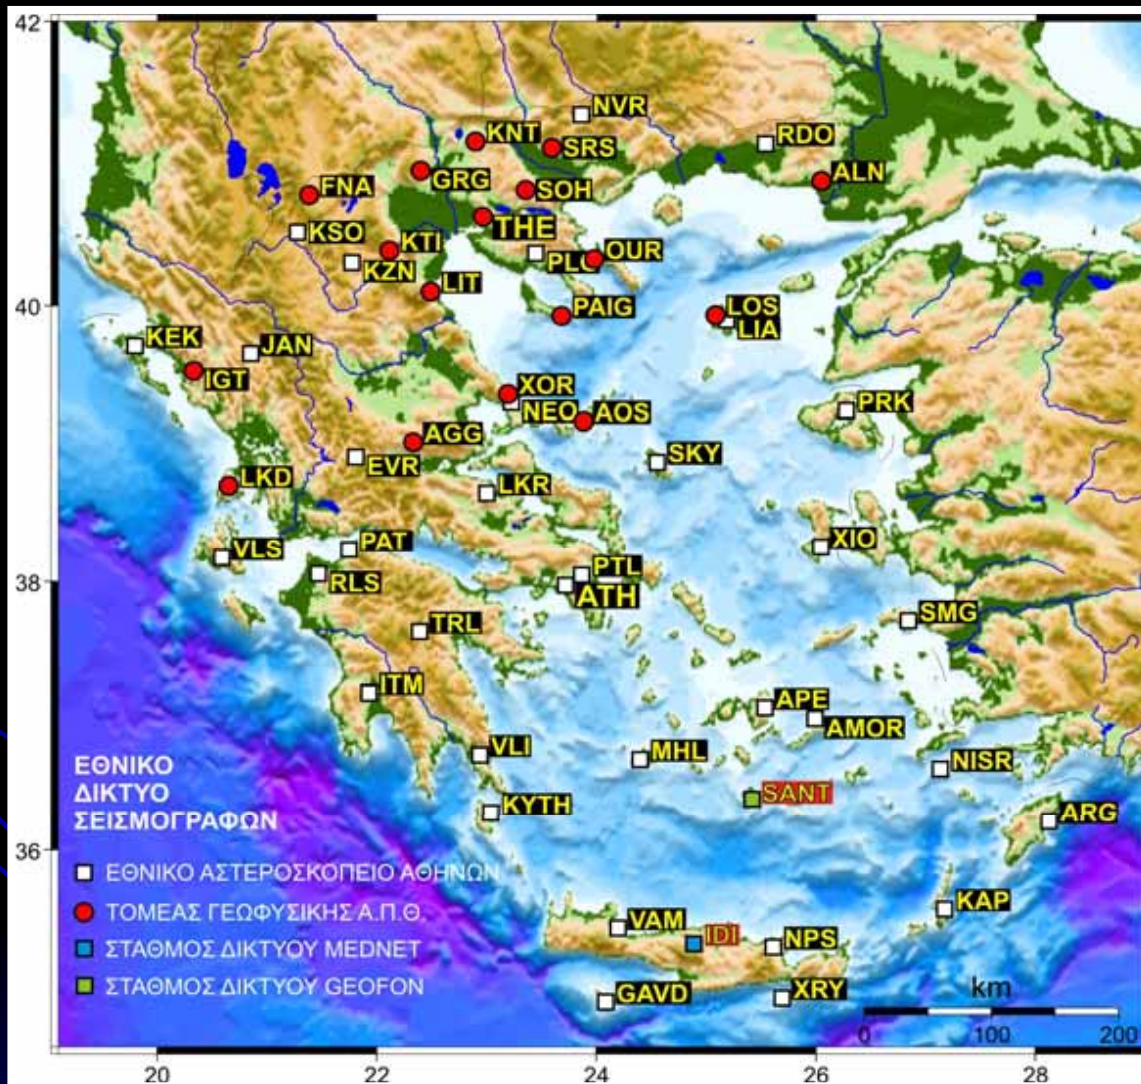 42
NVR
KNT
RDO
SRS
GRG
ALN
FNA
SOH
THE
KSO
KTI
OUR
KZN
LIT
40
PAIG
LOS
LIA
KEK
JAN
IGT
XOR
PRK
NEO
AOS
AGG
EVR
SKY
LKD
LKR
VLS
PAT
XIO
38
RLS
PTL
ATH
SMG
TRL
ITM
APE
AMOR
VLI
MHL
NISR
ΕΘΝΙΚΟ
ΔΙΚΤΥΟ
ΣΕΙΣΜΟΓΡΑΦΩΝ
SANT
KYTH
ARG
36
ΕΘΝΙΚΟ ΑΣΤΕΡΟΣΚΟΠΕΙΟ ΑΘΗΝΩΝ
ΤΟΜΕΑΣ ΓΕΩΦΥΣΙΚΗΣ Α.Π.Θ.
ΣΤΑΘΜΟΣ ΔΙΚΤΥΟΥ MEDNET
ΣΤΑΘΜΟΣ ΔΙΚΤΥΟΥ GEOFON
KAP
VAM
IDI
NPS
GAVD
XRY
km
0 100 200
20 22 24 26 28